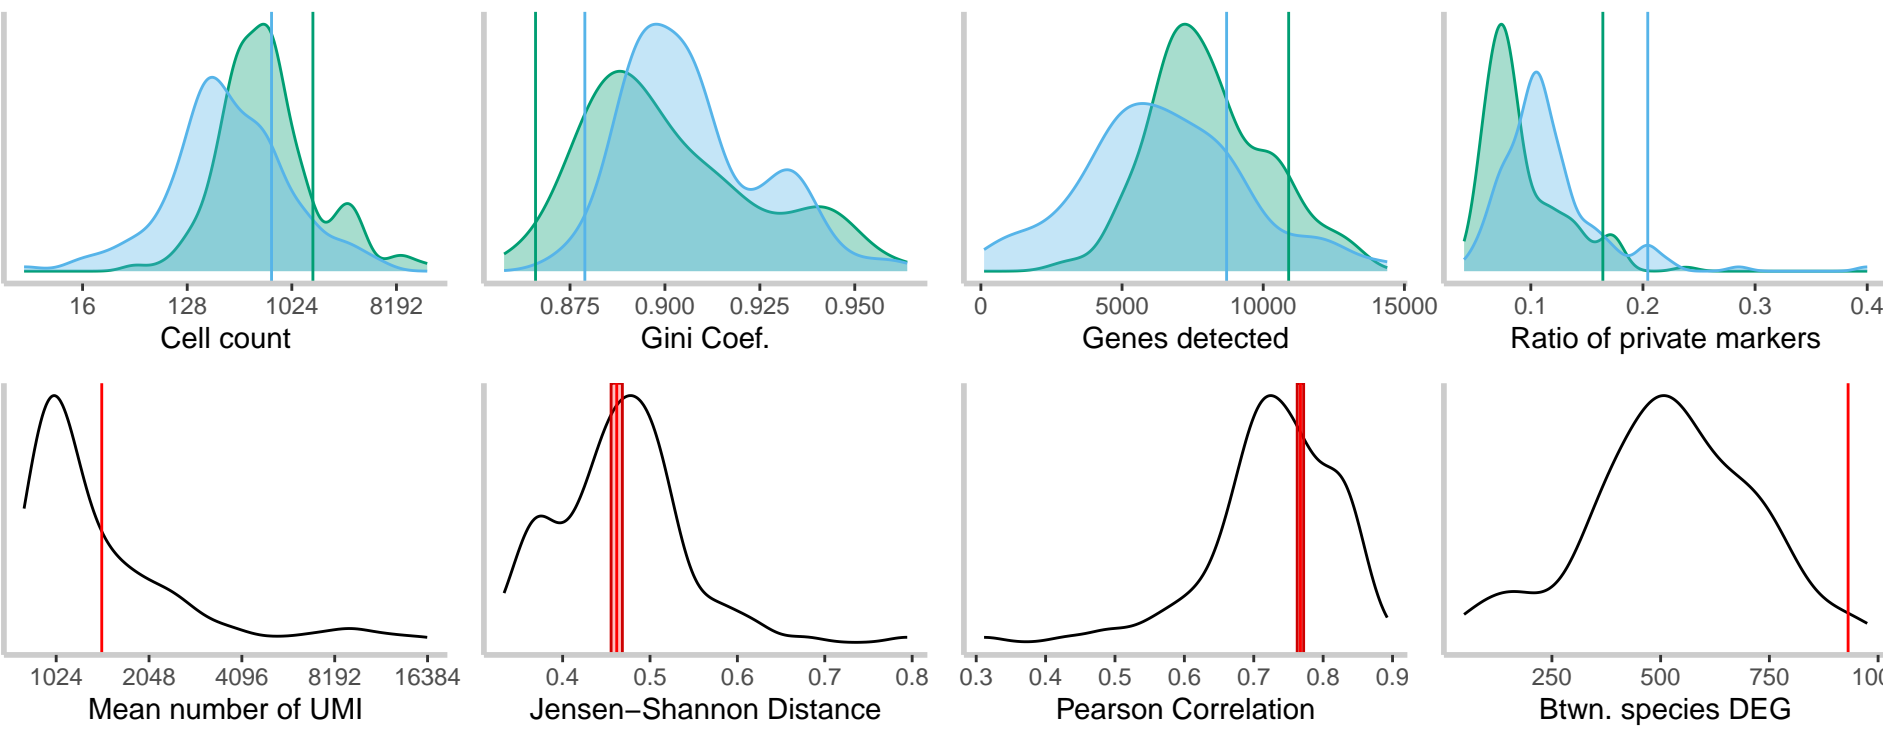 16 128 1024 8192
Cell count
0.875 0.900 0.925 0.950
Gini Coef.
0 5000 10000 15000
Genes detected
0.1 0.2 0.3 0.4
Ratio of private markers
1024 2048 4096 8192 16384
Mean number of UMI
0.4 0.5 0.6 0.7 0.8
Jensen−Shannon Distance
0.3 0.4 0.5 0.6 0.7 0.8 0.9
Pearson Correlation
250 500 750
Btwn. species DEG